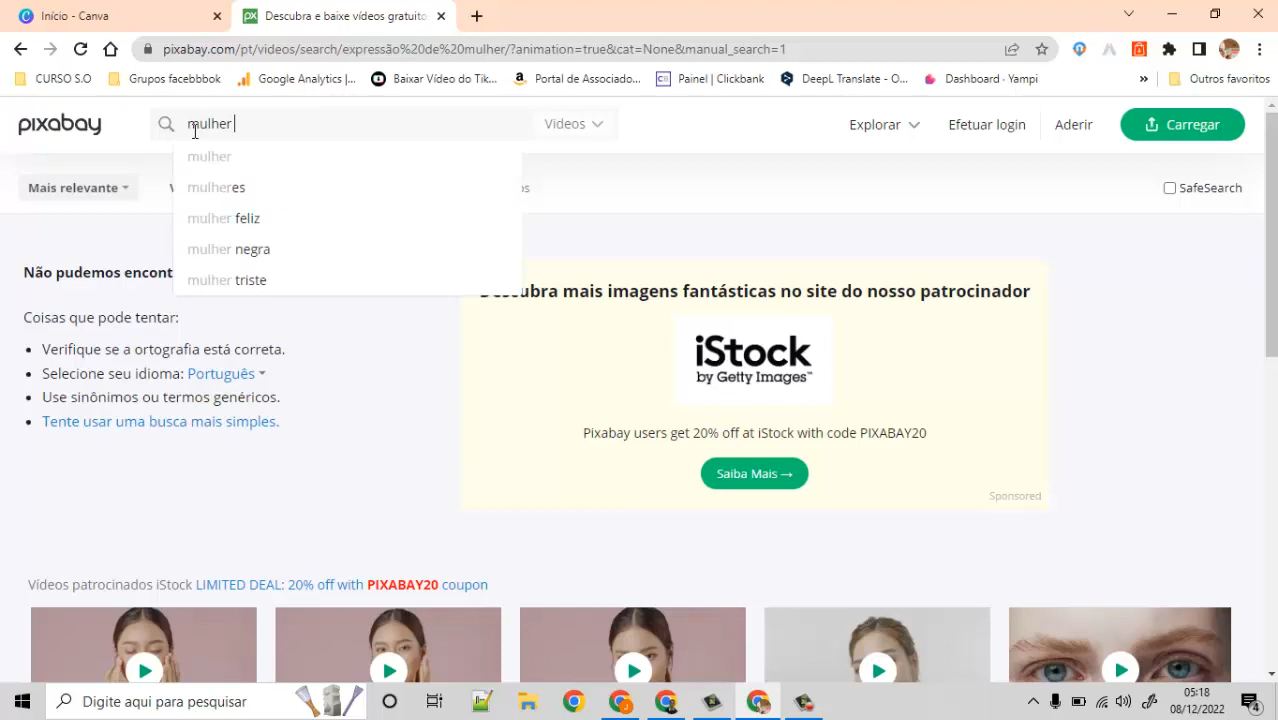 Início - Canva
Descubra e baixe vídeos gratuito
pixabay.com/pt/videos/search/expressão%20de%20mulher/?animation=true&cat=None&manual_search=1
CURSO S.O
Grupos facebbok
Google Analytics |...
Baixar Vídeo do Tik...
Portal de Associado...
Painel | Clickbank
DeepL Translate - O...
Dashboard · Yampi
»
Outros favoritos
pixabay
mulher
Videos
Explorar
Efetuar login
Aderir
Carregar
mulher
mulheres
mulher feliz
mulher negra
mulher triste
Mais relevante
SafeSearch
Não pudemos encont
Coisas que pode tentar:
• Verifique se a ortografia está correta.
• Selecione seu idioma: Português
• Use sinônimos ou termos genéricos.
• Tente usar uma busca mais simples.
Descubra mais imagens fantásticas no site do nosso patrocinador
iStock
by Getty Images™
Pixabay users get 20% off at iStock with code PIXABAY20
Saiba Mais →
Sponsored
Vídeos patrocinados iStock LIMITED DEAL: 20% off with PIXABAY20 coupon
Digite aqui para pesquisar
05:18
08/12/2022
4